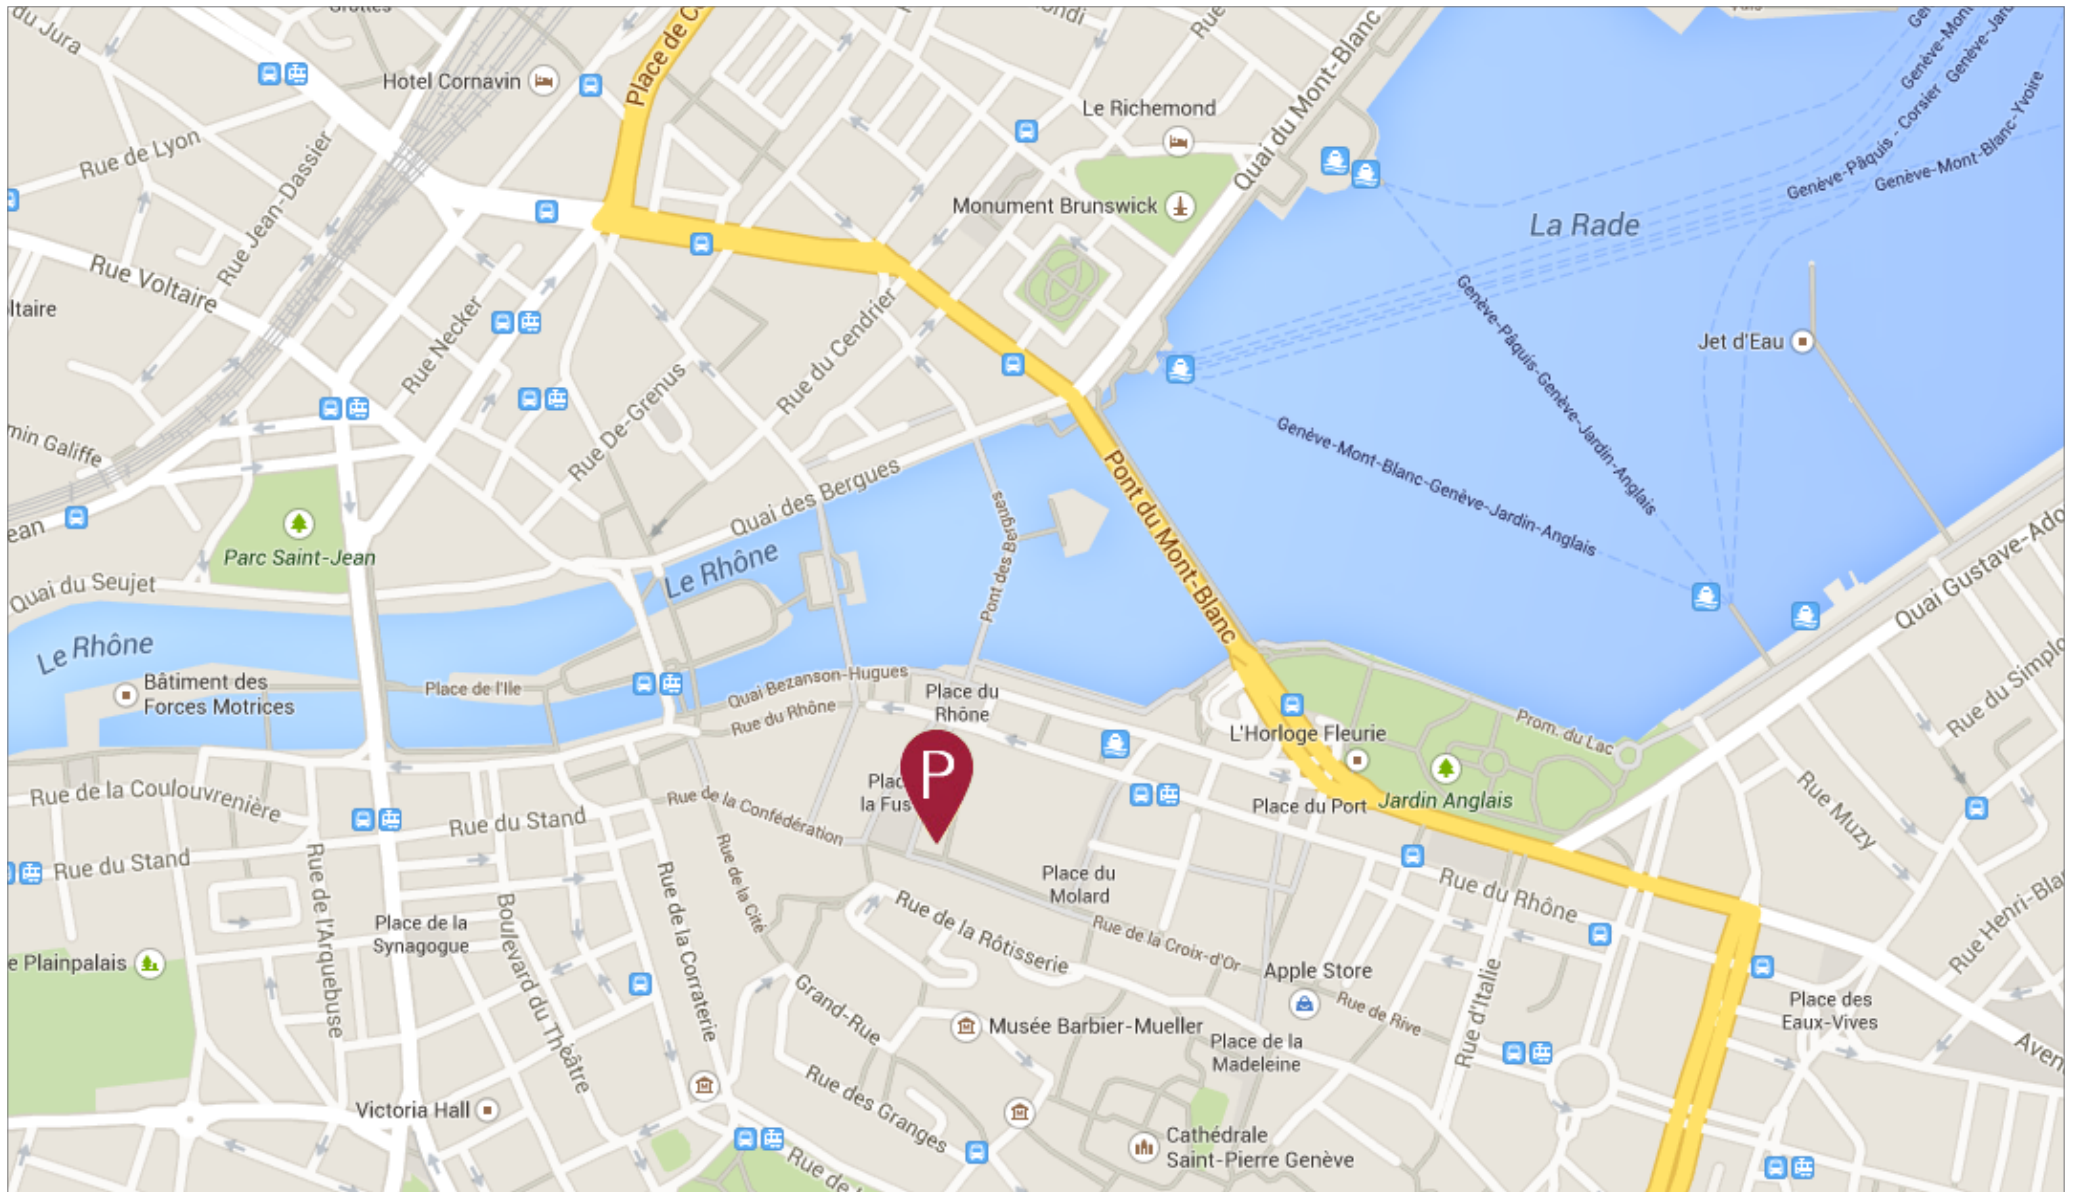 du Jura
Grottes
Place de C
Rue
Quai du Mont-Blanc
Genève-Mont
Genève-Jar
Hotel Cornavin
Le Richemond
Rue de Lyon
Rue Jean-Dassier
Monument Brunswick
La Rade
Genève-Pâquis - Corsier
Genève-Mont-Blanc-Yvoire
Rue Voltaire
ltaire
Rue Necker
Rue du Cendrier
Genève-Pâquis-Genève-Jardin-Anglais
Jet d'Eau
Rue De-Grenus
min Galiffe
Genève-Mont-Blanc-Genève-Jardin-Anglais
Quai des Bergues
Pont des Bergues
Pont du Mont-Blanc
ean
Parc Saint-Jean
Quai du Seujet
Le Rhône
Le Rhône
Quai Gustave-Ado
Bâtiment des
Forces Motrices
Place de l'Ile
Quai Bezanson-Hugues
Rue du Rhône
Place du
Rhône
L'Horloge Fleurie
Prom. du Lac
Rue du Simplo
P
Plac
la Fus
Rue de la Coulouvrenière
Rue du Stand
Rue de la Confédération
Place du Port
Jardin Anglais
Rue Muzy
Rue du Stand
Rue de l'Arquebuse
Boulevard du Théâtre
Rue de la Corraterie
Rue de la Cité
Place du
Molard
Rue du Rhône
Rue Henri-Blan
Place de la
Synagogue
Rue de la Rôtisserie
Rue de la Croix-d'Or
e Plainpalais
Apple Store
Rue de Rive
Rue d'Italie
Grand-Rue
Musée Barbier-Mueller
Place de la
Madeleine
Place des
Eaux-Vives
Aven
Rue des Granges
Victoria Hall
Cathédrale
Saint-Pierre Genève
Rue de l